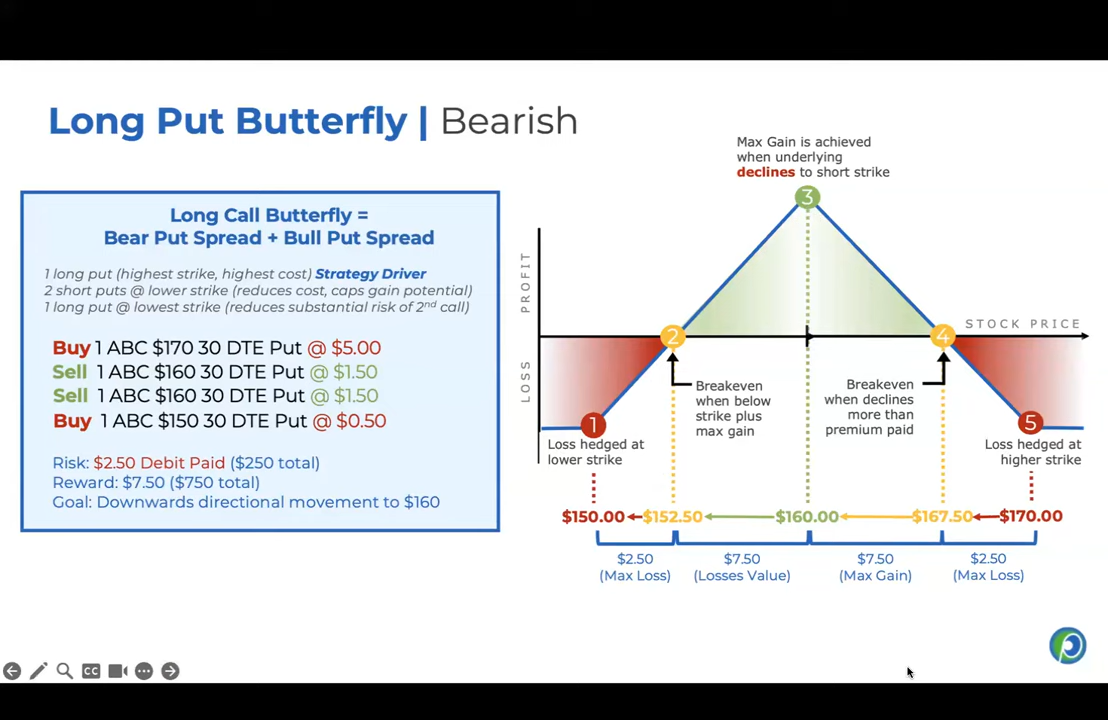 Long Put Butterfly | Bearish
Long Call Butterfly =
Bear Put Spread + Bull Put Spread
1 long put (highest strike, highest cost) Strategy Driver
2 short puts @ lower strike (reduces cost, caps gain potential)
1 long put @ lowest strike (reduces substantial risk of 2nd call)
Buy 1 ABC $170 30 DTE Put @ $5.00
Sell 1 ABC $160 30 DTE Put @ $1.50
Sell 1 ABC $160 30 DTE Put @ $1.50
Buy 1 ABC $150 30 DTE Put @ $0.50
Risk: $2.50 Debit Paid ($250 total)
Reward: $7.50 ($750 total)
Goal: Downwards directional movement to $160
Max Gain is achieved
when underlying
declines to short strike
3
PROFIT
LOSS
STOCK PRICE
2
4
Breakeven
when below
strike plus
max gain
Breakeven
when declines
more than
premium paid
1
Loss hedged at
lower strike
5
Loss hedged at
higher strike
$150.00
$152.50
$160.00
$167.50
$170.00
$2.50
(Max Loss)
$7.50
(Losses Value)
$7.50
(Max Gain)
$2.50
(Max Loss)
CC